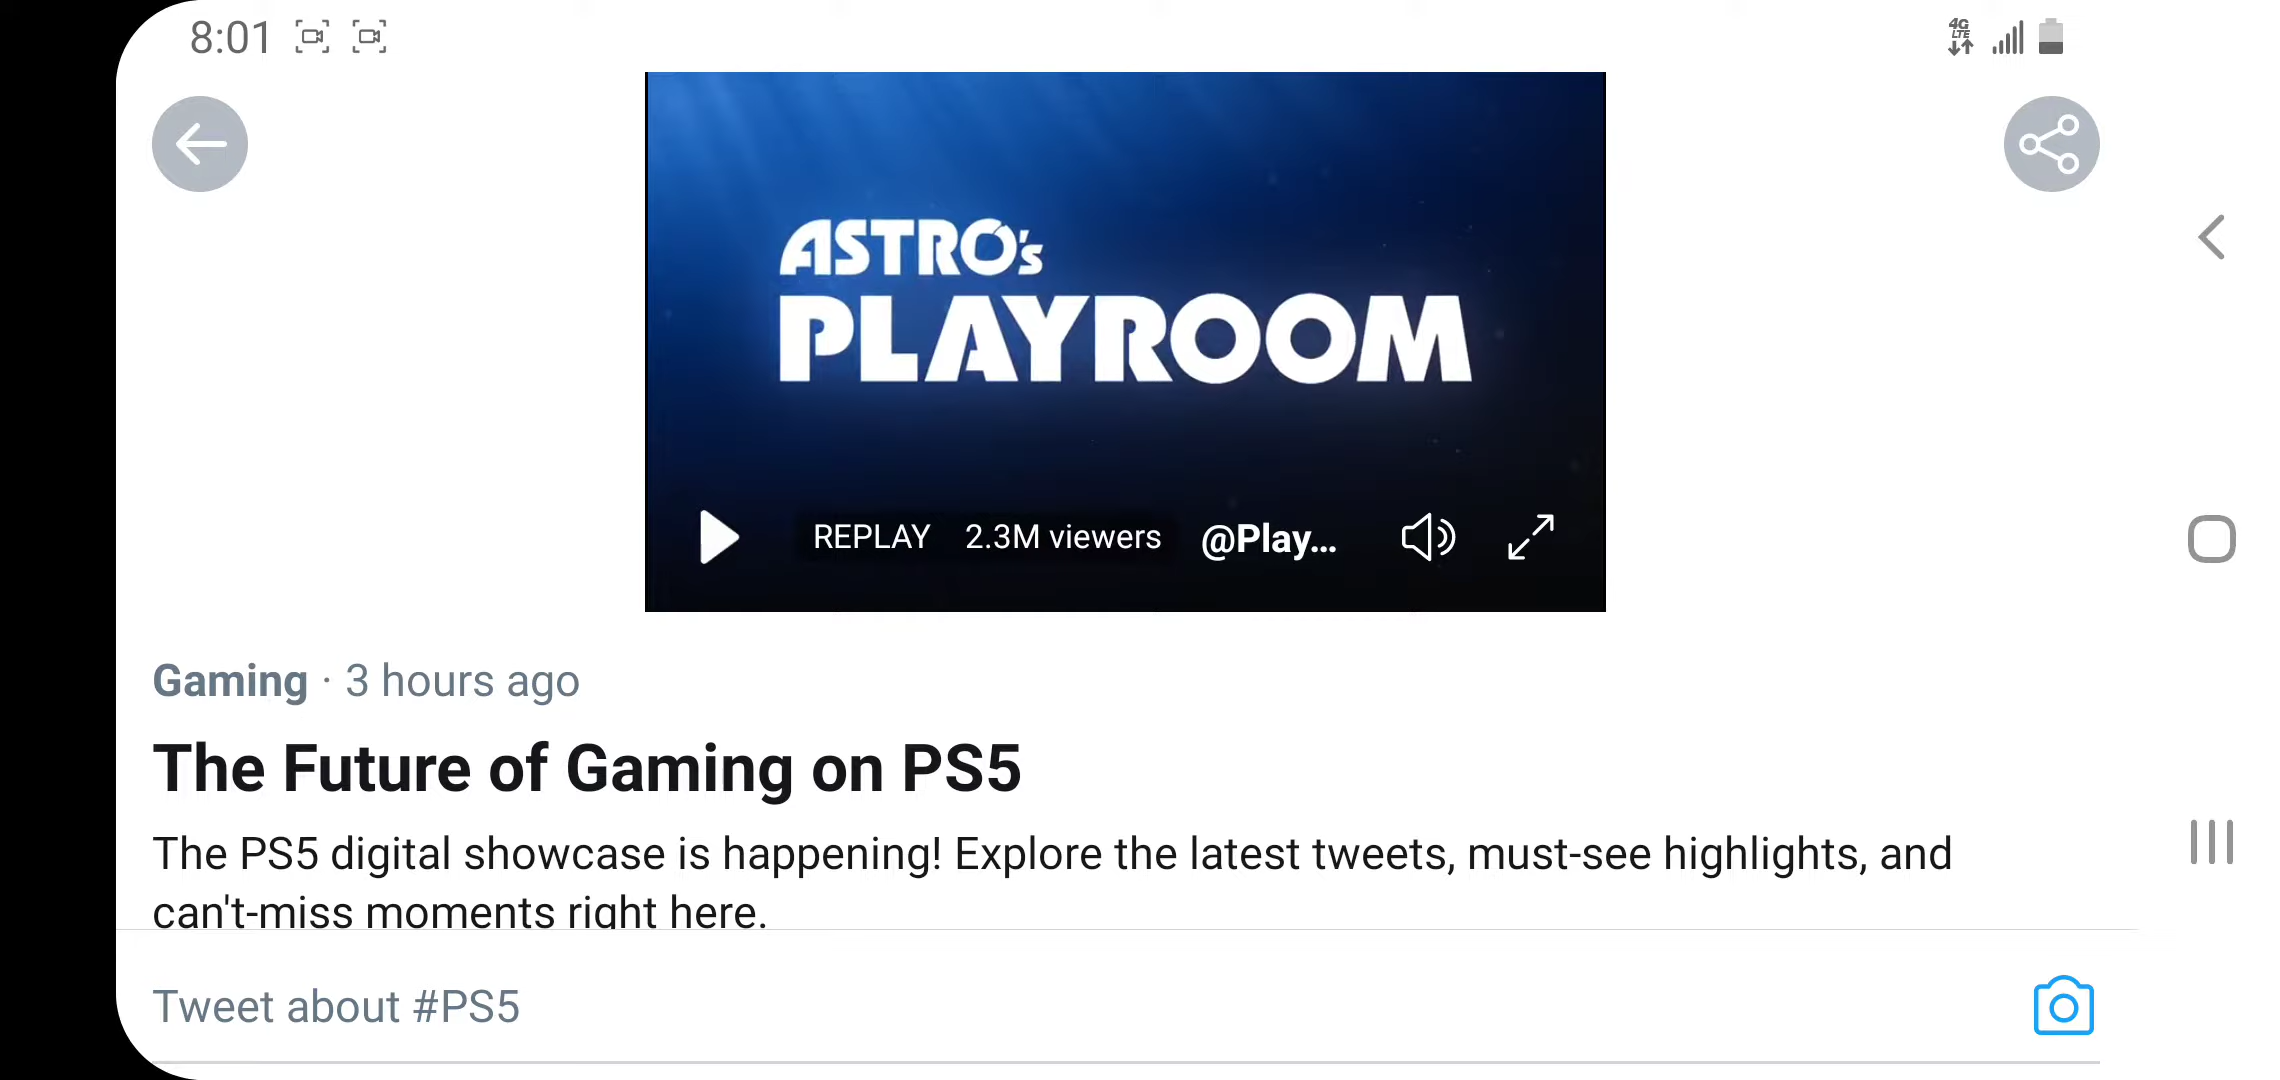 8:01
4G
LTE
ASTRO's
PLAYROOM
REPLAY 2.3M viewers @Play...
Gaming · 3 hours ago
The Future of Gaming on PS5
The PS5 digital showcase is happening! Explore the latest tweets, must-see highlights, and
can't-miss moments right here.
Tweet about #PS5